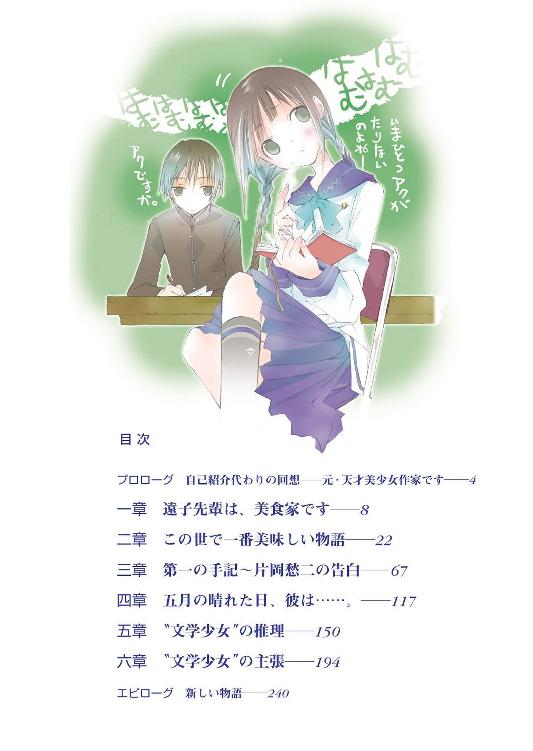 はむはむはむ
はむはむ
いまひとつアクが
たりない
のよねー
アクですか。
目次
プロローグ 自己紹介代わりの回想——元・天才美少女作家です——4
一章 遠子先輩は、美食家です——8
二章 この世で一番美味しい物語——22
三章 第一の手記～片岡愁二の告白——67
四章 五月の晴れた日、彼は……。——117
五章 〝文学少女〟の推理——150
六章 〝文学少女〟の主張——194
エピローグ 新しい物語——240